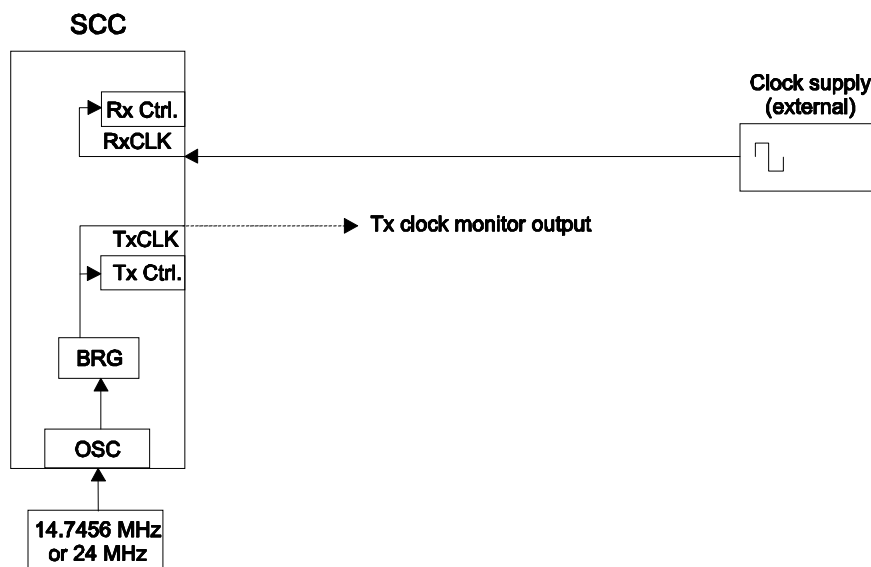 SCC
Rx Ctrl.
RxCLK
Clock supply
(external)
TxCLK
Tx clock monitor output
Tx Ctrl.
BRG
OSC
14.7456 MHz
or 24 MHz